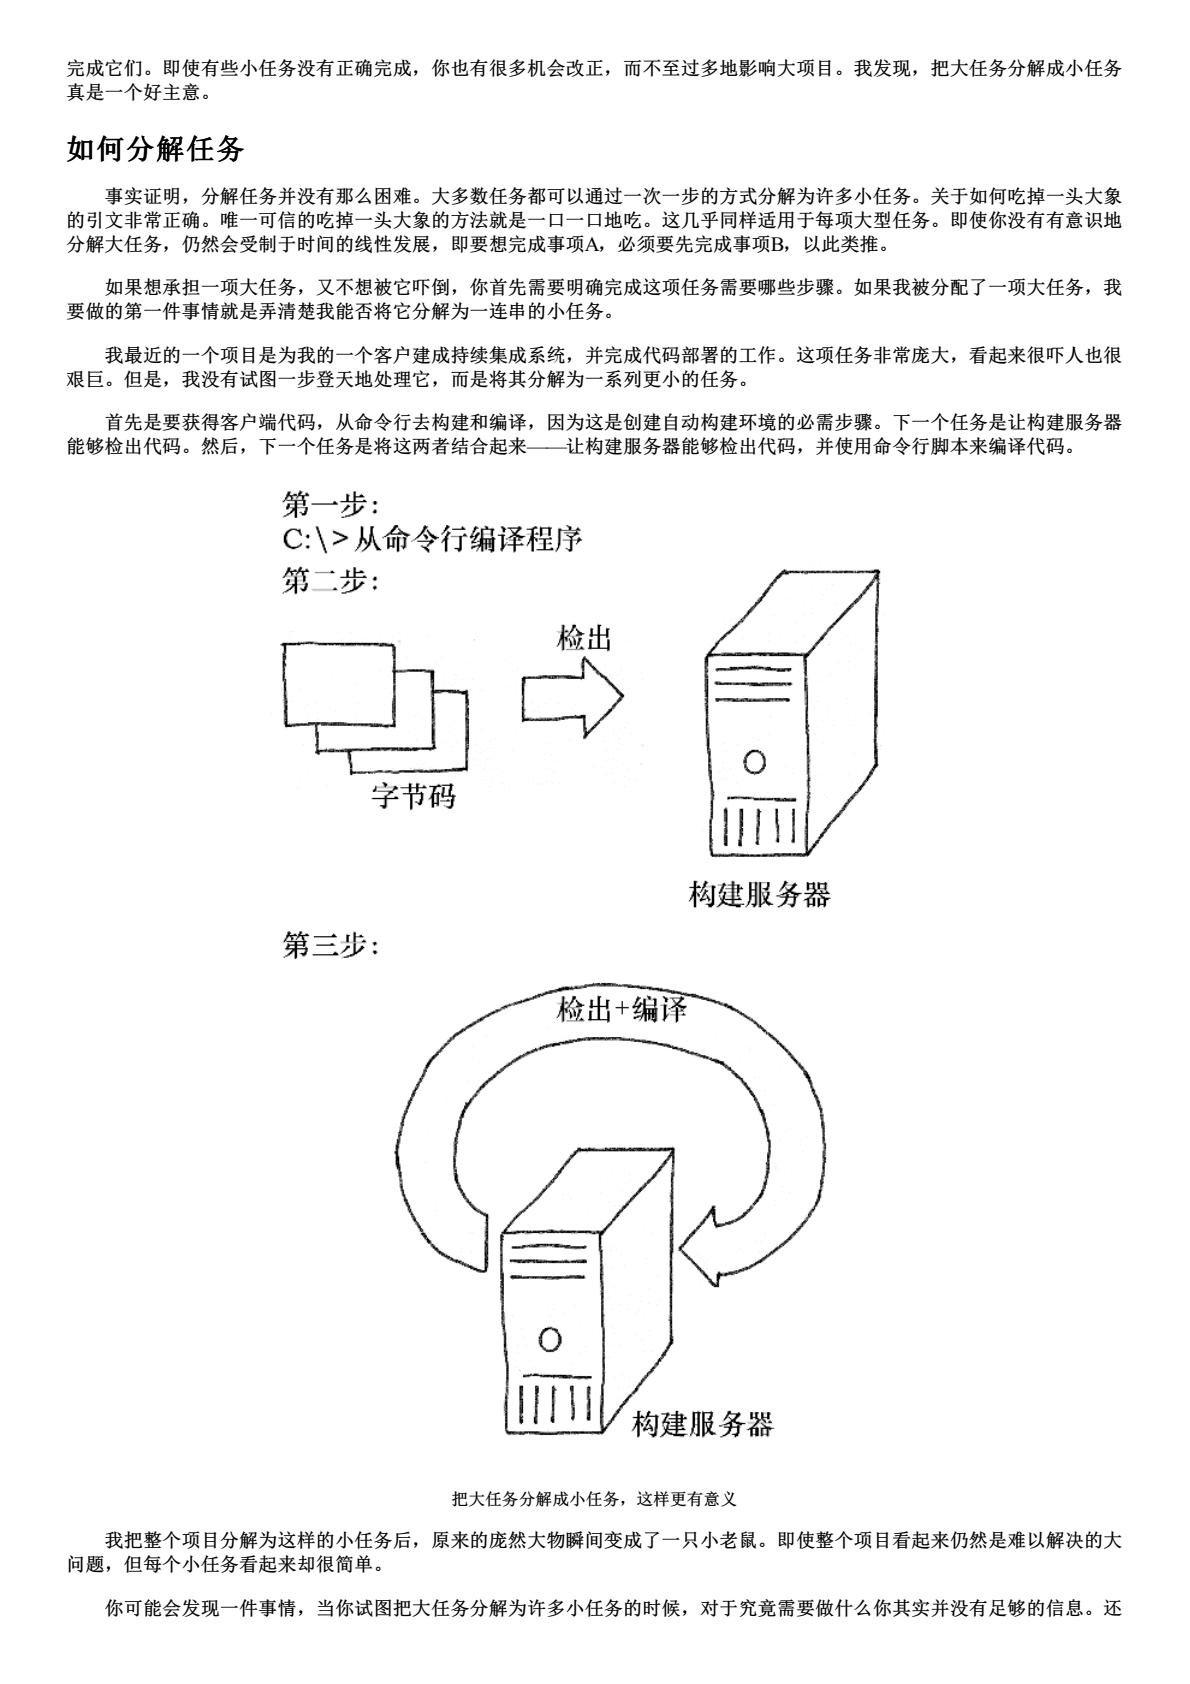 完成它们。即使有些小任务没有正确完成，你也有很多机会改正，而不至过多地影响大项目。我发现，把大任务分解成小任务
真是一个好主意。
如何分解任务
事实证明，分解任务并没有那么困难。大多数任务都可以通过一次一步的方式分解为许多小任务。关于如何吃掉一头大象
的引文非常正确。唯一可信的吃掉一头大象的方法就是一口一口地吃。这几乎同样适用于每项大型任务。即使你没有有意识地
分解大任务，仍然会受制于时间的线性发展，即要想完成事项A，必须要先完成事项B，以此类推。
如果想承担一项大任务，又不想被它吓倒，你首先需要明确完成这项任务需要哪些步骤。如果我被分配了一项大任务，我
要做的第一件事情就是弄清楚我能否将它分解为一连串的小任务。
我最近的一个项目是为我的一个客户建成持续集成系统，并完成代码部署的工作。这项任务非常庞大，看起来很吓人也很
艰巨。但是，我没有试图一步登天地处理它，而是将其分解为一系列更小的任务。
首先是要获得客户端代码，从命令行去构建和编译，因为这是创建自动构建环境的必需步骤。下一个任务是让构建服务器
能够检出代码。然后，下一个任务是将这两者结合起来——让构建服务器能够检出代码，并使用命令行脚本来编译代码。
第一步：
C:\>从命令行编译程序
第二步：
检出
字节码
构建服务器
第三步：
检出+编译
构建服务器
把大任务分解成小任务，这样更有意义
我把整个项目分解为这样的小任务后，原来的庞然大物瞬间变成了一只小老鼠。即使整个项目看起来仍然是难以解决的大
问题，但每个小任务看起来却很简单。
你可能会发现一件事情，当你试图把大任务分解为许多小任务的时候，对于究竟需要做什么你其实并没有足够的信息。还